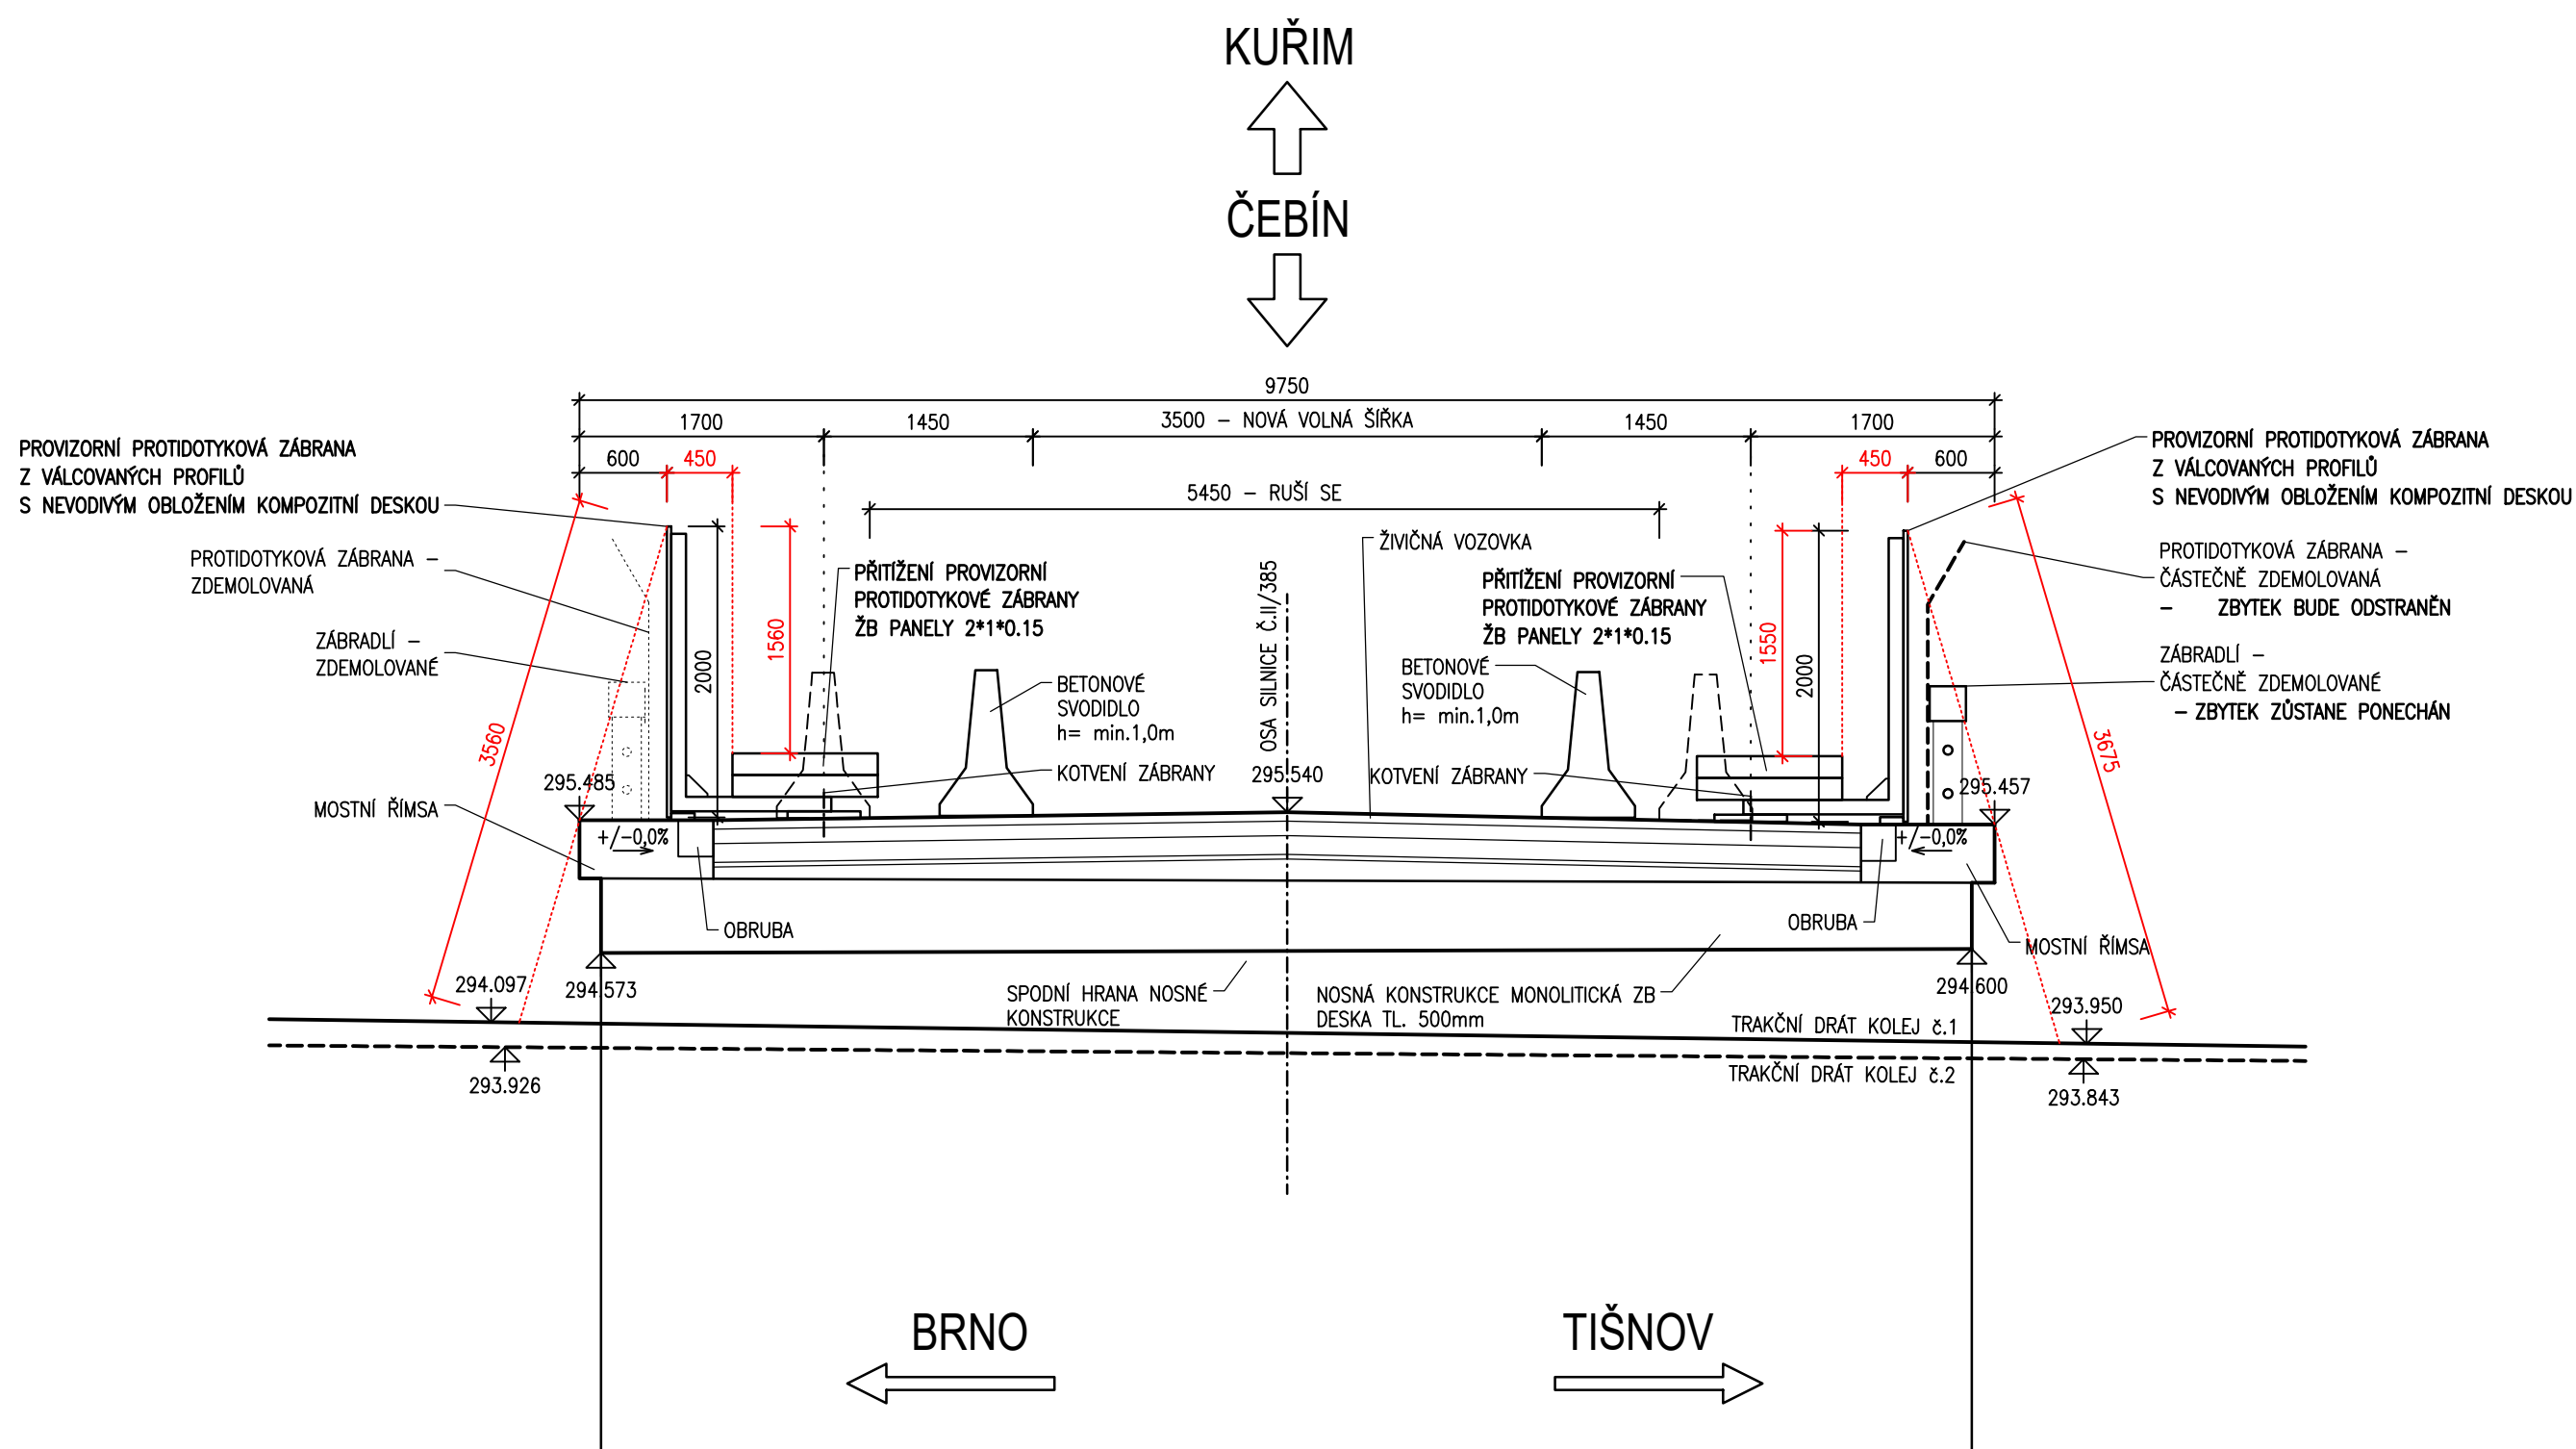 KUŘIM
ČEBÍN
9750
1700
1450
3500 – NOVÁ VOLNÁ ŠÍŘKA
1450
1700
600
450
450
600
5450 – RUŠÍ SE
PROVIZORNÍ PROTIDOTYKOVÁ ZÁBRANA
Z VÁLCOVANÝCH PROFILŮ
S NEVODIVÝM OBLOŽENÍM KOMPOZITNÍ DESKOU
PROTIDOTYKOVÁ ZÁBRANA –
ZDEMOLOVANÁ
ZÁBRADLÍ –
ZDEMOLOVANÉ
3560
295.485
MOSTNÍ ŘÍMSA
+/–0,0%
2000
1560
PŘITÍŽENÍ PROVIZORNÍ
PROTIDOTYKOVÉ ZÁBRANY
ŽB PANELY 2*1*0.15
BETONOVÉ
SVODIDLO
h= min.1,0m
KOTVENÍ ZÁBRANY
OSA SILNICE Č.II/385
295.540
ŽIVIČNÁ VOZOVKA
PŘITÍŽENÍ PROVIZORNÍ
PROTIDOTYKOVÉ ZÁBRANY
ŽB PANELY 2*1*0.15
BETONOVÉ
SVODIDLO
h= min.1,0m
KOTVENÍ ZÁBRANY
1550
2000
PROVIZORNÍ PROTIDOTYKOVÁ ZÁBRANA
Z VÁLCOVANÝCH PROFILŮ
S NEVODIVÝM OBLOŽENÍM KOMPOZITNÍ DESKOU
PROTIDOTYKOVÁ ZÁBRANA –
ČÁSTEČNĚ ZDEMOLOVANÁ
– ZBYTEK BUDE ODSTRANĚN
ZÁBRADLÍ –
ČÁSTEČNĚ ZDEMOLOVANÉ
– ZBYTEK ZŮSTANE PONECHÁN
3675
295.457
+/–0,0%
OBRUBA
OBRUBA
MOSTNÍ ŘÍMSA
294.097
294.573
SPODNÍ HRANA NOSNÉ
KONSTRUKCE
NOSNÁ KONSTRUKCE MONOLITICKÁ ZB
DESKA TL. 500mm
294.600
293.950
TRAKČNÍ DRÁT KOLEJ č.1
TRAKČNÍ DRÁT KOLEJ č.2
293.926
293.843
BRNO
TIŠNOV